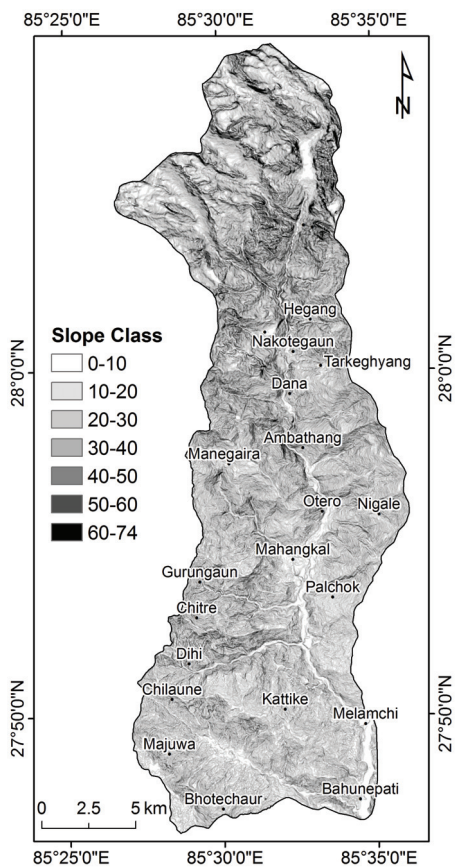 85°25'0"E 85°30'0"E 85°35'0"E
N
Hegang
Slope Class
0-10
10-20
20-30
30-40
40-50
50-60
60-74
28°0'0"N
28°0'0"N
Nakotegaun
Tarkeghyang
Dana
Ambathang
Manegaira
Otero
Nigale
Mahangkal
Gurungaun
Palchok
Chitre
Dihi
Chilaune
Kattike
Melamchi
27°50'0"N
27°50'0"N
Majuwa
Bahunepati
Bhotechaur
0 2.5 5 km
85°25'0"E 85°30'0"E 85°35'0"E